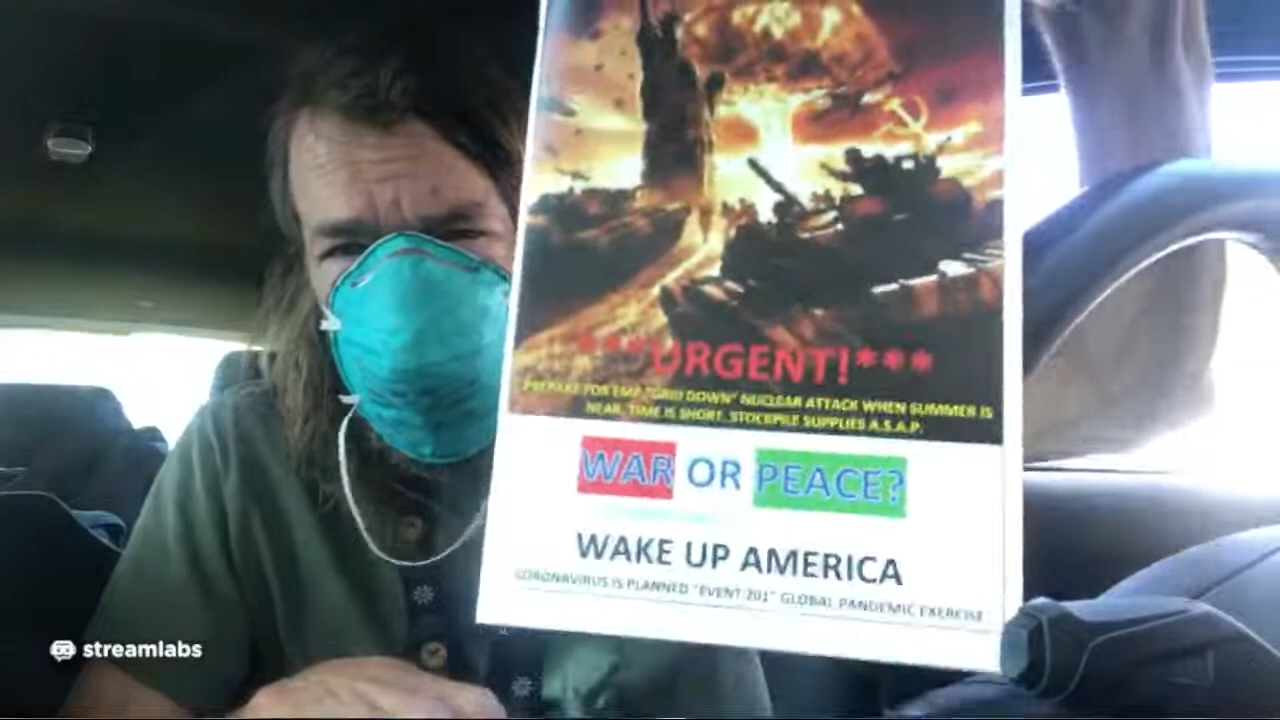 ***URGENT!***
PREPARE FOR EMP "GRID DOWN" NUCLEAR ATTACK WHEN SUMMER IS
NEAR. TIME IS SHORT. STOCKPILE SUPPLIES A.S.A.P.
WAR OR PEACE?
WAKE UP AMERICA
CORONAVIRUS IS PLANNED "EVENT 201" GLOBAL PANDEMIC EXERCISE
streamlabs